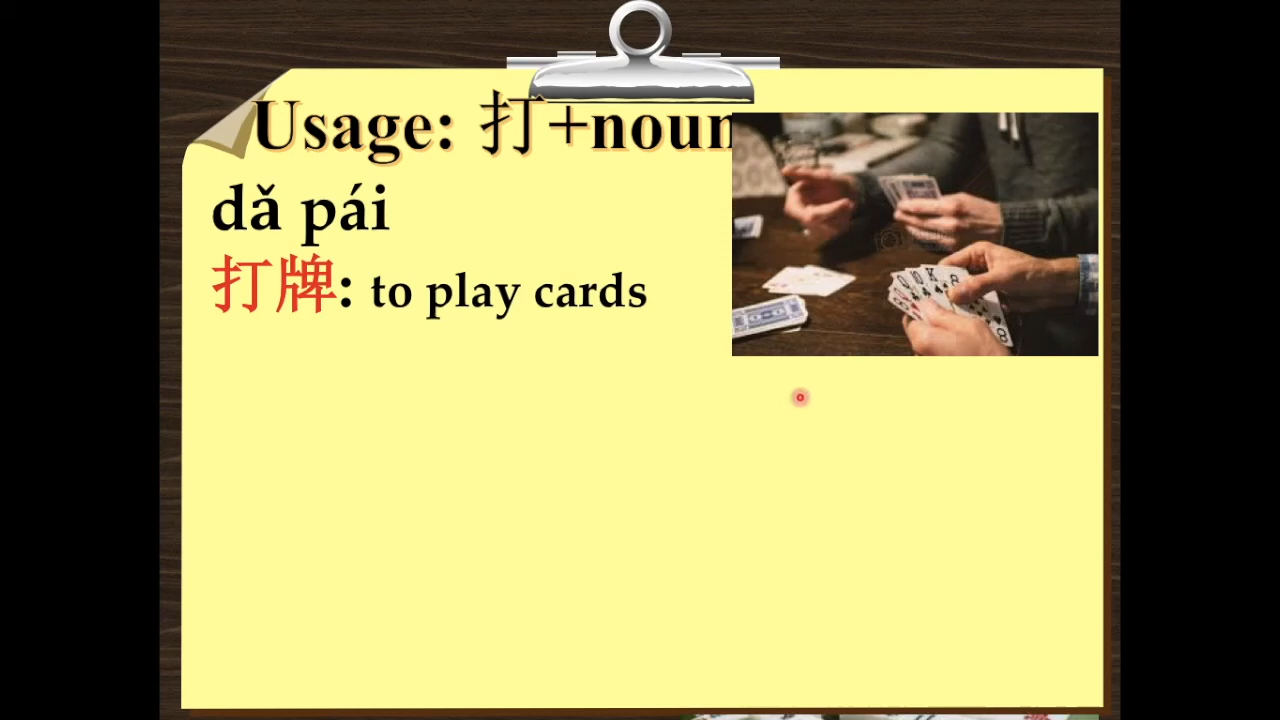 Usage: 打+noun
dǎ pái
打牌: to play cards